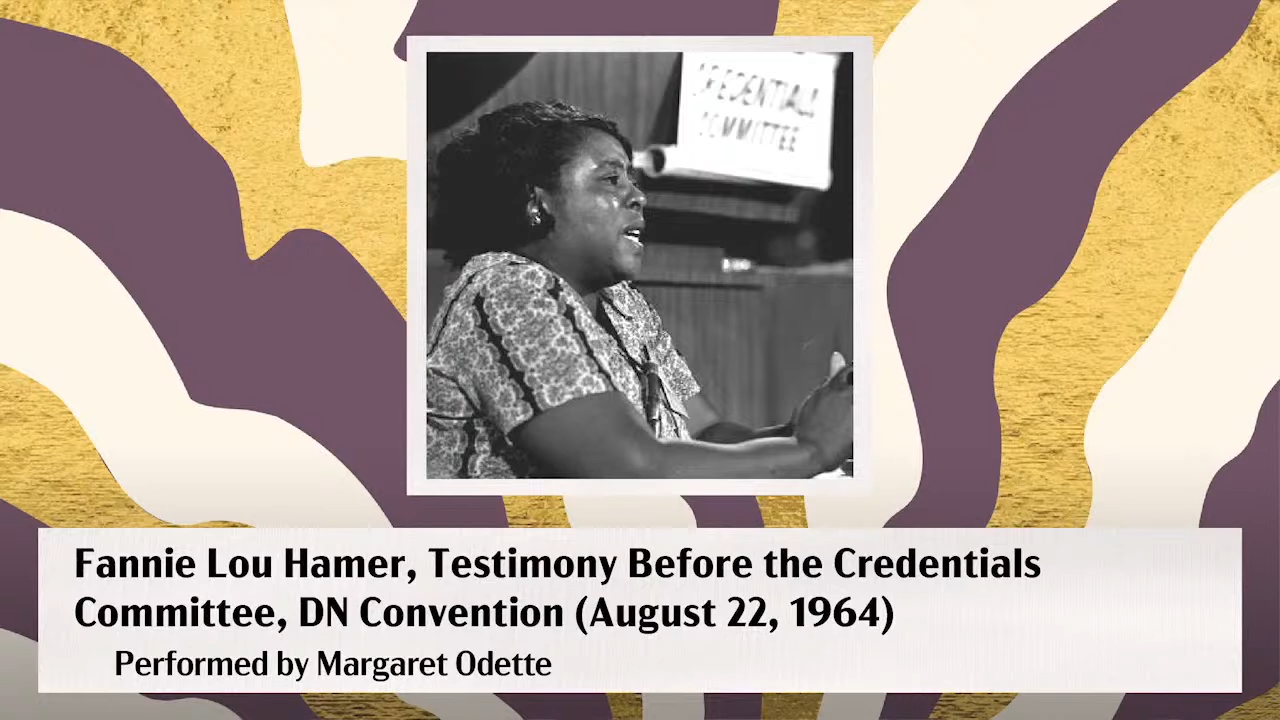 CREDENTIALS
COMMITTEE
Fannie Lou Hamer, Testimony Before the Credentials
Committee, DN Convention (August 22, 1964)
Performed by Margaret Odette